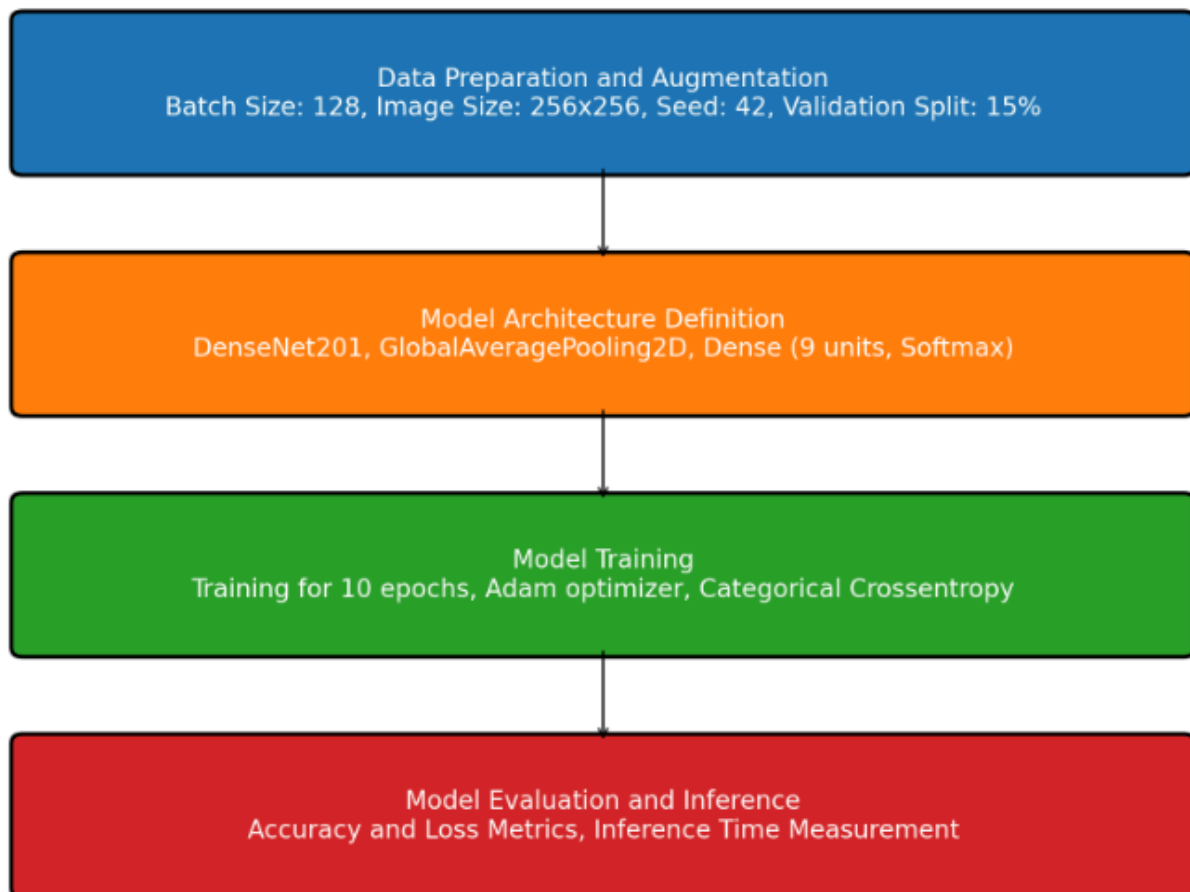 Data Preparation and Augmentation
Batch Size: 128, Image Size: 256x256, Seed: 42, Validation Split: 15%
Model Architecture Definition
DenseNet201, GlobalAveragePooling2D, Dense (9 units, Softmax)
Model Training
Training for 10 epochs, Adam optimizer, Categorical Crossentropy
Model Evaluation and Inference
Accuracy and Loss Metrics, Inference Time Measurement